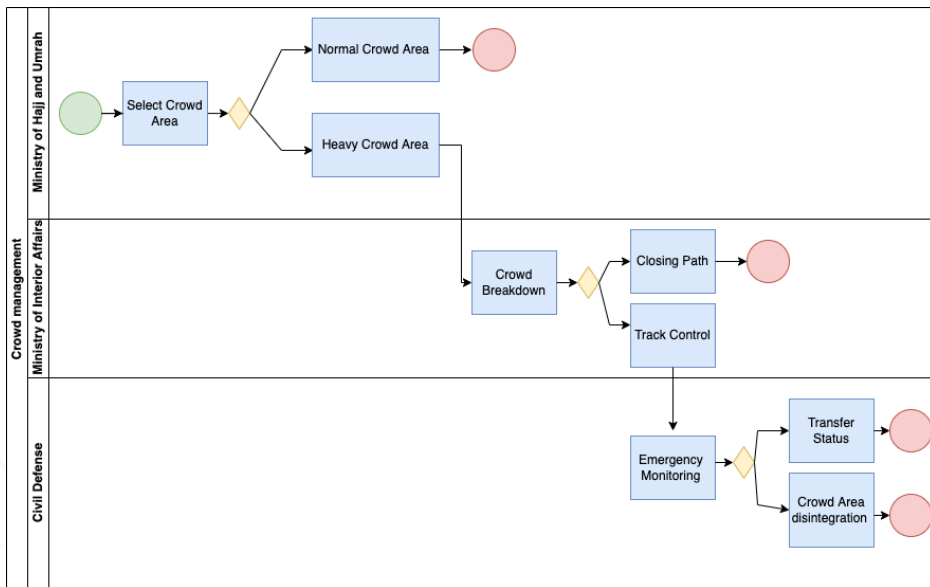 Crowd management
Ministry of Hajj and Umrah
Select Crowd
Area
Normal Crowd Area
Heavy Crowd Area
Ministry of Interior Affairs
Crowd
Breakdown
Closing Path
Track Control
Civil Defense
Emergency
Monitoring
Transfer
Status
Crowd Area
disintegration